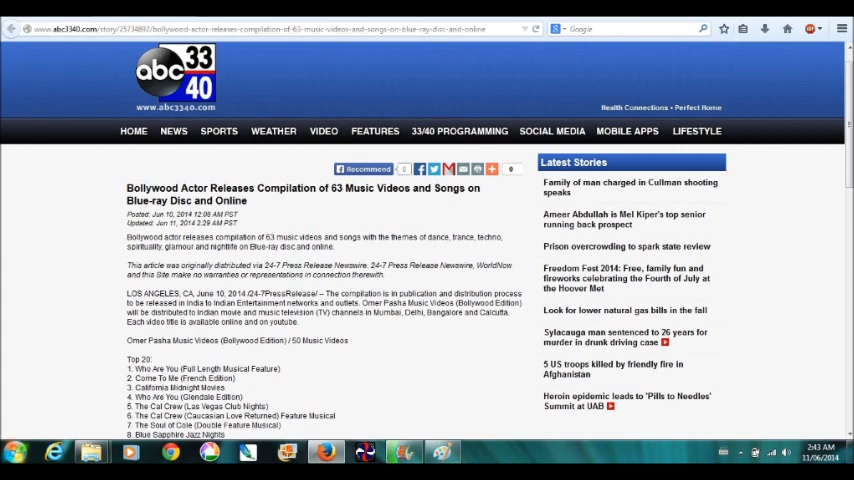 www.abc3340.com/story/25734892/bollywood-actor-releases-compilation-of-63-music-videos-and-songs-on-blue-ray-disc-and-online
Google
abc 33 40
www.abc3340.com
Health Connections • Perfect Home
HOME NEWS SPORTS WEATHER VIDEO FEATURES 33/40 PROGRAMMING SOCIAL MEDIA MOBILE APPS LIFESTYLE
Recommend 0 0
Bollywood Actor Releases Compilation of 63 Music Videos and Songs on
Blue-ray Disc and Online
Posted: Jun 10, 2014 12:08 AM PST
Updated: Jun 11, 2014 2:29 AM PST
Bollywood actor releases compilation of 63 music videos and songs with the themes of dance, trance, techno,
spirituality, glamour and nightlife on Blue-ray disc and online.
This article was originally distributed via 24-7 Press Release Newswire. 24-7 Press Release Newswire, WorldNow
and this Site make no warranties or representations in connection therewith.
LOS ANGELES, CA, June 10, 2014 /24-7PressRelease/ -- The compilation is in publication and distribution process
to be released in India to Indian Entertainment networks and outlets. Omer Pasha Music Videos (Bollywood Edition)
will be distributed to Indian movie and music television (TV) channels in Mumbai, Delhi, Bangalore and Calcutta.
Each video title is available online and on youtube.
Omer Pasha Music Videos (Bollywood Edition) / 50 Music Videos
Top 20:
1. Who Are You (Full Length Musical Feature)
2. Come To Me (French Edition)
3. California Midnight Movies
4. Who Are You (Glendale Edition)
5. The Cal Crew (Las Vegas Club Nights)
6. The Cal Crew (Caucasian Love Returned) Feature Musical
7. The Soul of Cole (Double Feature Musical)
8. Blue Sapphire Jazz Nights
Latest Stories
Family of man charged in Cullman shooting
speaks
Ameer Abdullah is Mel Kiper's top senior
running back prospect
Prison overcrowding to spark state review
Freedom Fest 2014: Free, family fun and
fireworks celebrating the Fourth of July at
the Hoover Met
Look for lower natural gas bills in the fall
Sylacauga man sentenced to 26 years for
murder in drunk driving case
5 US troops killed by friendly fire in
Afghanistan
Heroin epidemic leads to 'Pills to Needles'
Summit at UAB
2:43 AM
11/06/2014